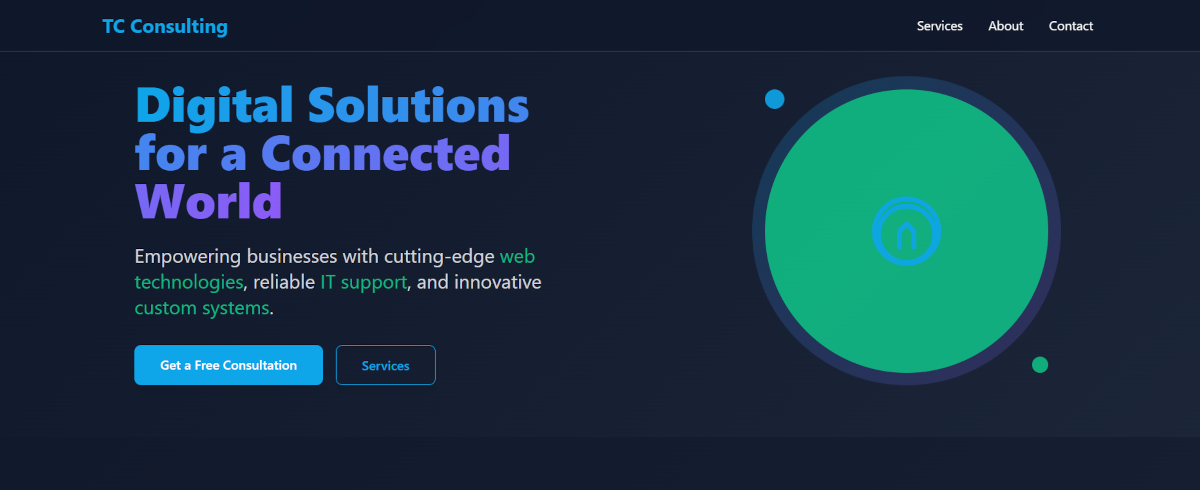 TC Consulting
Services
About
Contact
Digital Solutions
for a Connected
World
Empowering businesses with cutting-edge web
technologies, reliable IT support, and innovative
custom systems.
Get a Free Consultation
Services